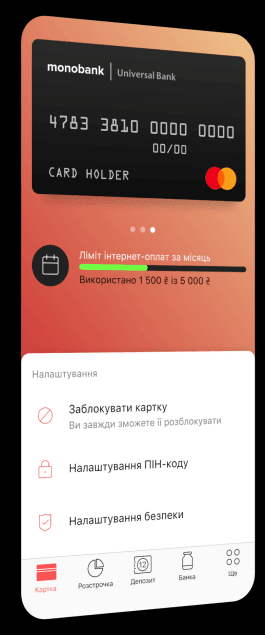 monobank | Universal Bank
4783 3810 0000 0000
00/00
CARD HOLDER
Ліміт інтернет-оплат за місяць
Використано 1 500 ₴ із 5 000 ₴
Налаштування
Заблокувати картку
Ви завжди зможете її розблокувати
Налаштування ПІН-коду
Налаштування безпеки
12
Картка
Розстрочка
Депозит
Банка
Ще